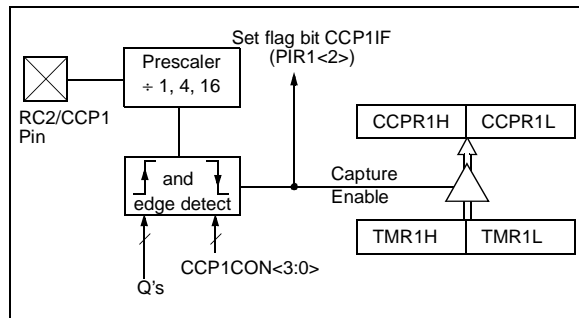 Set flag bit CCP1IF
(PIR1<2>)
Prescaler
÷ 1, 4, 16
RC2/CCP1
Pin
CCPR1H
CCPR1L
and
edge detect
Capture
Enable
TMR1H
TMR1L
CCP1CON<3:0>
Q's